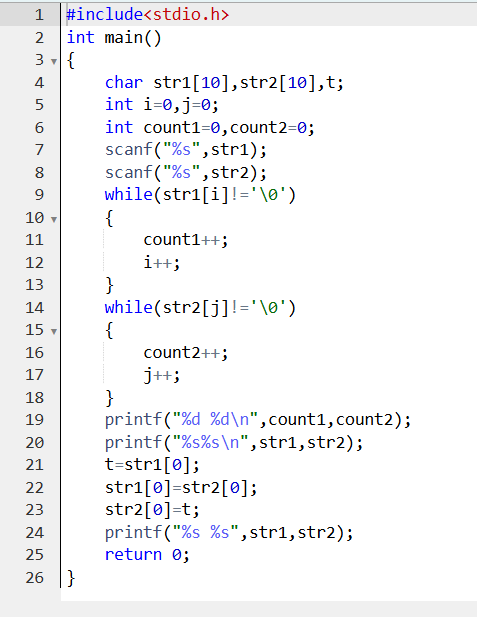 1 #include<stdio.h>
2 int main()
3 {
4 char str1[10],str2[10],t;
5 int i=0,j=0;
6 int count1=0,count2=0;
7 scanf("%s",str1);
8 scanf("%s",str2);
9 while(str1[i]!='\0')
10 {
11 count1++;
12 i++;
13 }
14 while(str2[j]!='\0')
15 {
16 count2++;
17 j++;
18 }
19 printf("%d %d\n",count1,count2);
20 printf("%s%s\n",str1,str2);
21 t=str1[0];
22 str1[0]=str2[0];
23 str2[0]=t;
24 printf("%s %s",str1,str2);
25 return 0;
26 }